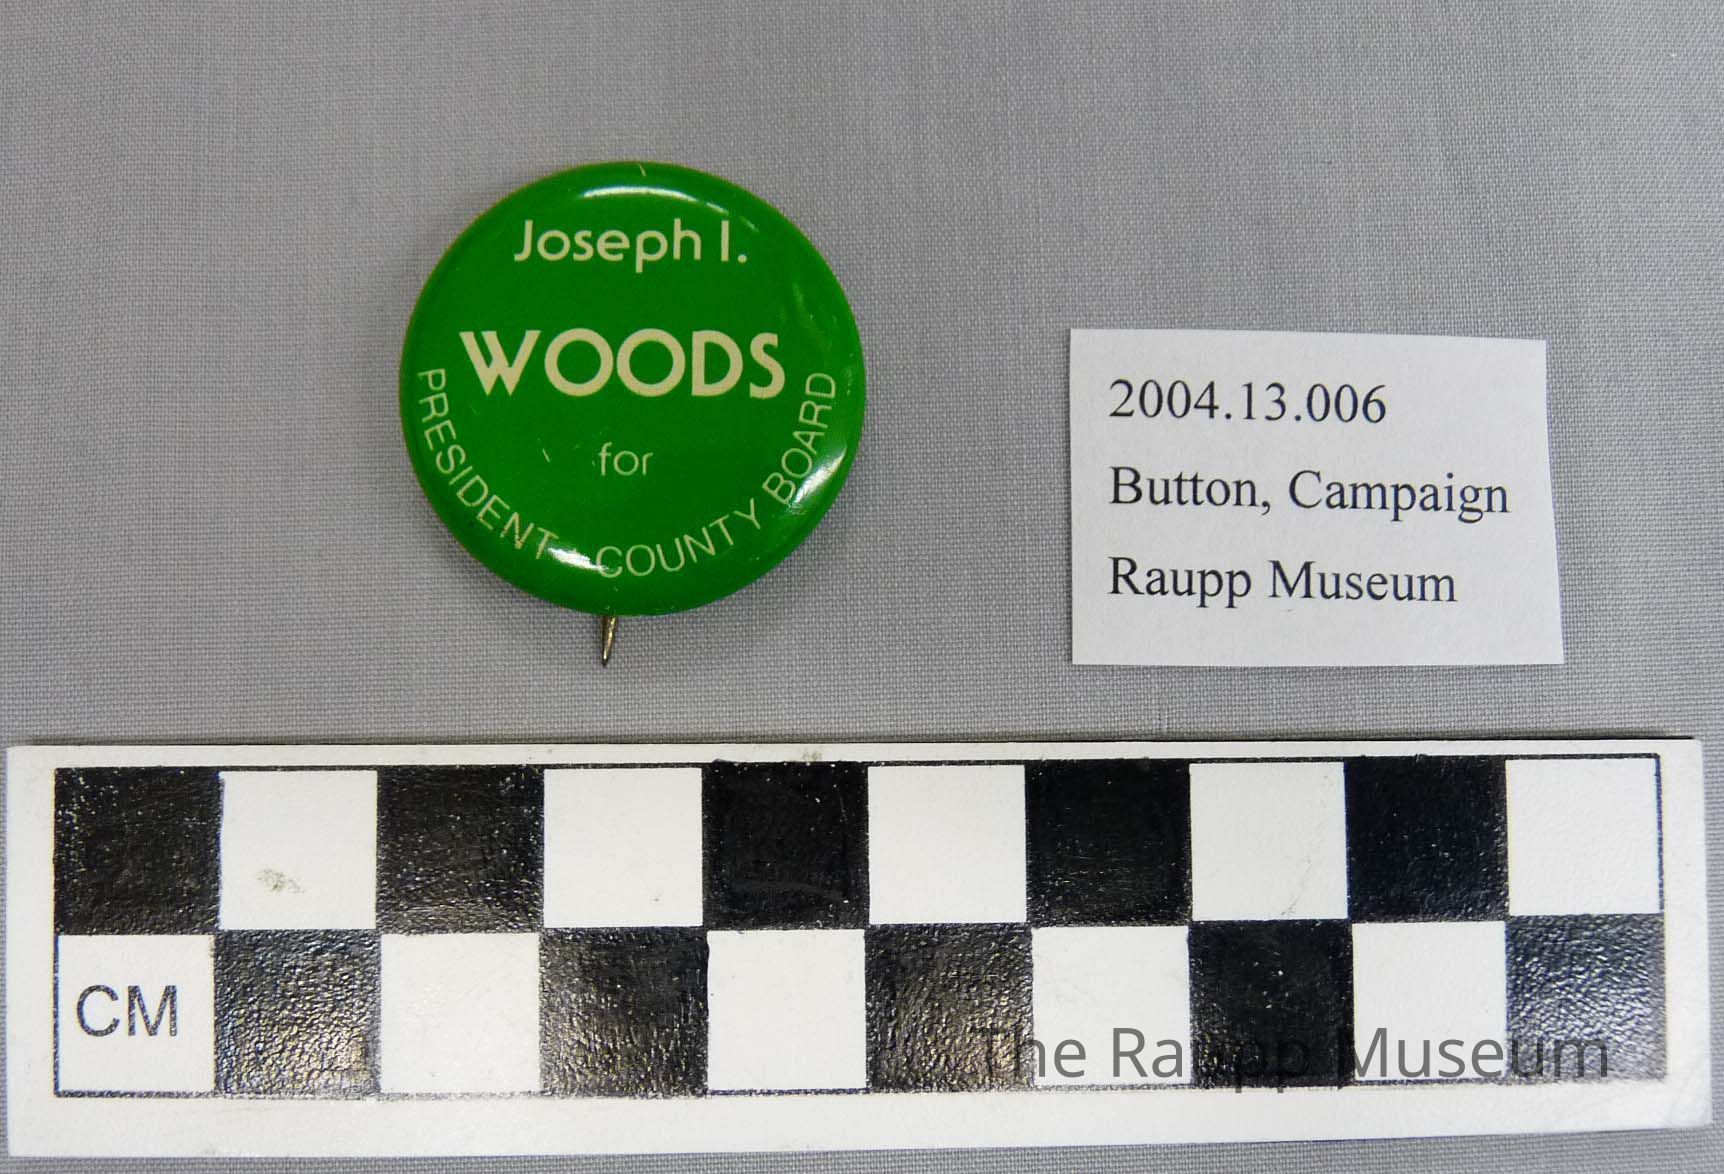 Joseph I.
WOODS
for
PRESIDENT COUNTY BOARD
2004.13.006
Button, Campaign
Raupp Museum
CM
The Raupp Museum